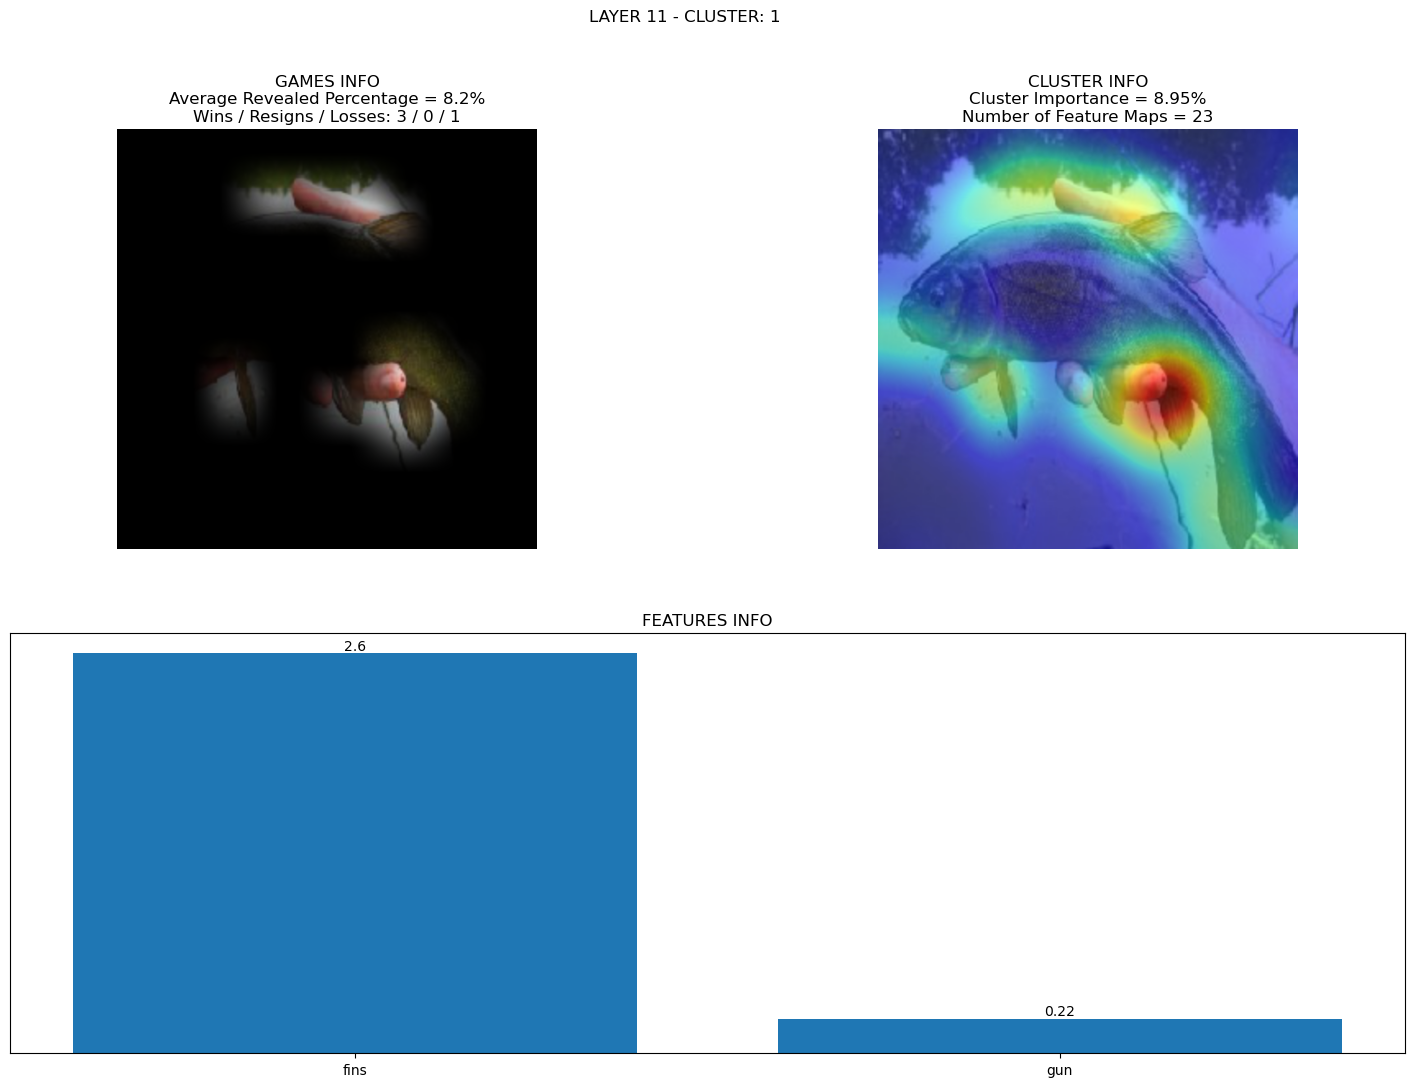 LAYER 11 - CLUSTER: 1
GAMES INFO
Average Revealed Percentage = 8.2%
Wins / Resigns / Losses: 3 / 0 / 1
CLUSTER INFO
Cluster Importance = 8.95%
Number of Feature Maps = 23
FEATURES INFO
2.6
0.22
fins
gun